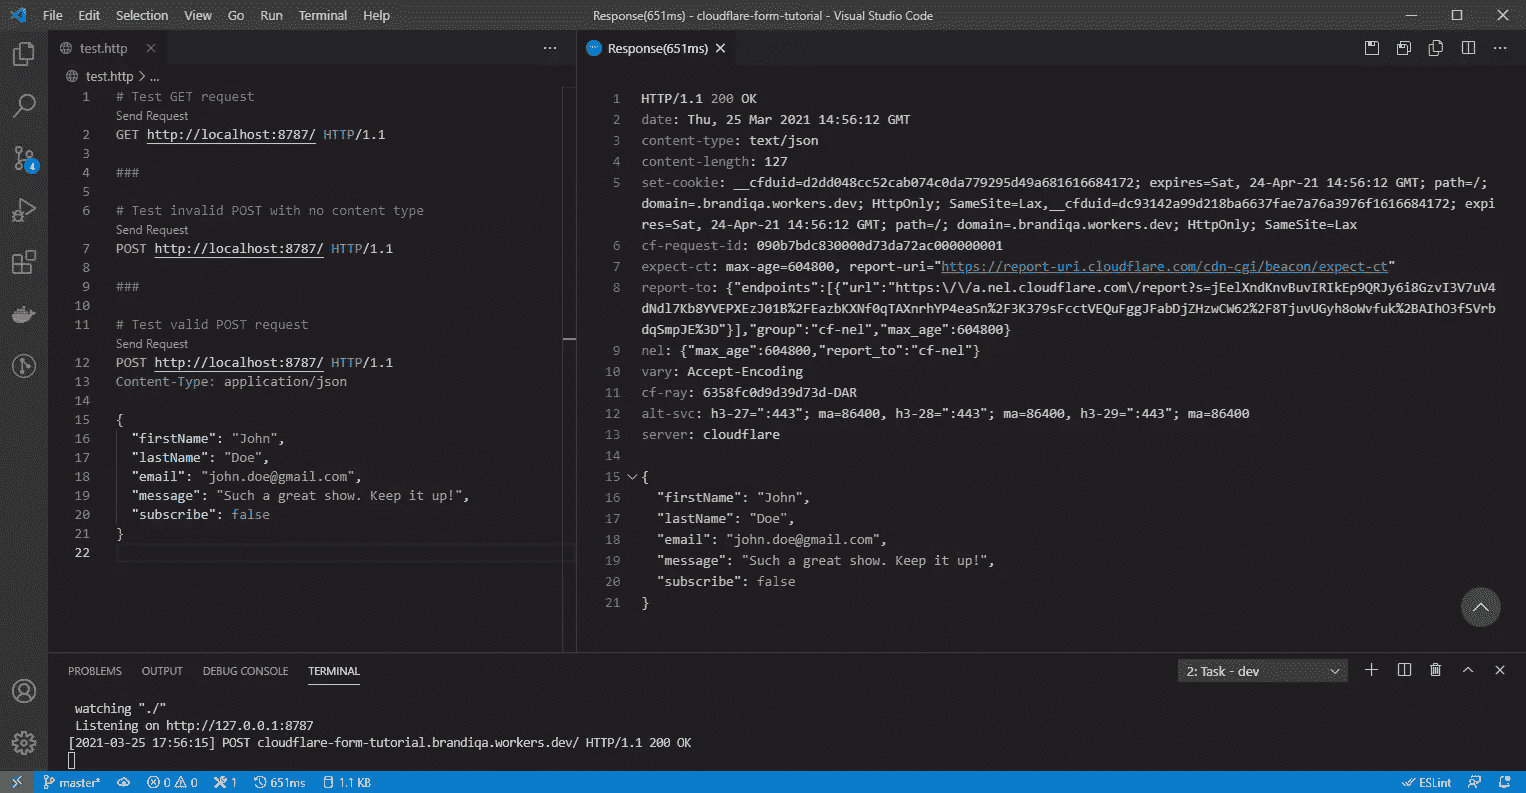 File Edit Selection View Go Run Terminal Help
Response(651ms) - cloudflare-form-tutorial - Visual Studio Code
test.http
test.http > ...
1 # Test GET request
Send Request
2 GET http://localhost:8787/ HTTP/1.1
3
4 ###
5
6 # Test invalid POST with no content type
Send Request
7 POST http://localhost:8787/ HTTP/1.1
8
9 ###
10
11 # Test valid POST request
Send Request
12 POST http://localhost:8787/ HTTP/1.1
13 Content-Type: application/json
14
15 {
16 "firstName": "John",
17 "lastName": "Doe",
18 "email": "john.doe@gmail.com",
19 "message": "Such a great show. Keep it up!",
20 "subscribe": false
21 }
22
Response(651ms)
1 HTTP/1.1 200 OK
2 date: Thu, 25 Mar 2021 14:56:12 GMT
3 content-type: text/json
4 content-length: 127
5 set-cookie: __cfduid=d2dd048cc52cab074c0da779295d49a681616684172; expires=Sat, 24-Apr-21 14:56:12 GMT; path=/;
domain=.brandiqa.workers.dev; HttpOnly; SameSite=Lax,__cfduid=dc93142a99d218ba6637fae7a76a3976f1616684172; expi
res=Sat, 24-Apr-21 14:56:12 GMT; path=/; domain=.brandiqa.workers.dev; HttpOnly; SameSite=Lax
6 cf-request-id: 090b7bdc830000d73da72ac000000001
7 expect-ct: max-age=604800, report-uri="https://report-uri.cloudflare.com/cdn-cgi/beacon/expect-ct"
8 report-to: {"endpoints":[{"url":"https:\/\/a.nel.cloudflare.com\/report?s=jEelXndKnvBuvIRIkEp9QRJy6i8GzvI3V7uV4
dNdl7Kb8YVEPXEzJ01B%2FEazbKXNf0qTAXnrhYP4eaSn%2F3K379sFcctVEQuFggJFabDjZHzwCW62%2F8TjuvUGyh8oWvfuk%2BAIhO3fSVrb
dqSmpJE%3D"}],"group":"cf-nel","max_age":604800}
9 nel: {"max_age":604800,"report_to":"cf-nel"}
10 vary: Accept-Encoding
11 cf-ray: 6358fc0d9d39d73d-DAR
12 alt-svc: h3-27=":443"; ma=86400, h3-28=":443"; ma=86400, h3-29=":443"; ma=86400
13 server: cloudflare
14
15 {
16 "firstName": "John",
17 "lastName": "Doe",
18 "email": "john.doe@gmail.com",
19 "message": "Such a great show. Keep it up!",
20 "subscribe": false
21 }
4
PROBLEMS OUTPUT DEBUG CONSOLE TERMINAL
2: Task - dev
watching "./"
Listening on http://127.0.0.1:8787
[2021-03-25 17:56:15] POST cloudflare-form-tutorial.brandiqa.workers.dev/ HTTP/1.1 200 OK
master* 0 0 1 651ms 1.1 KB ESLint